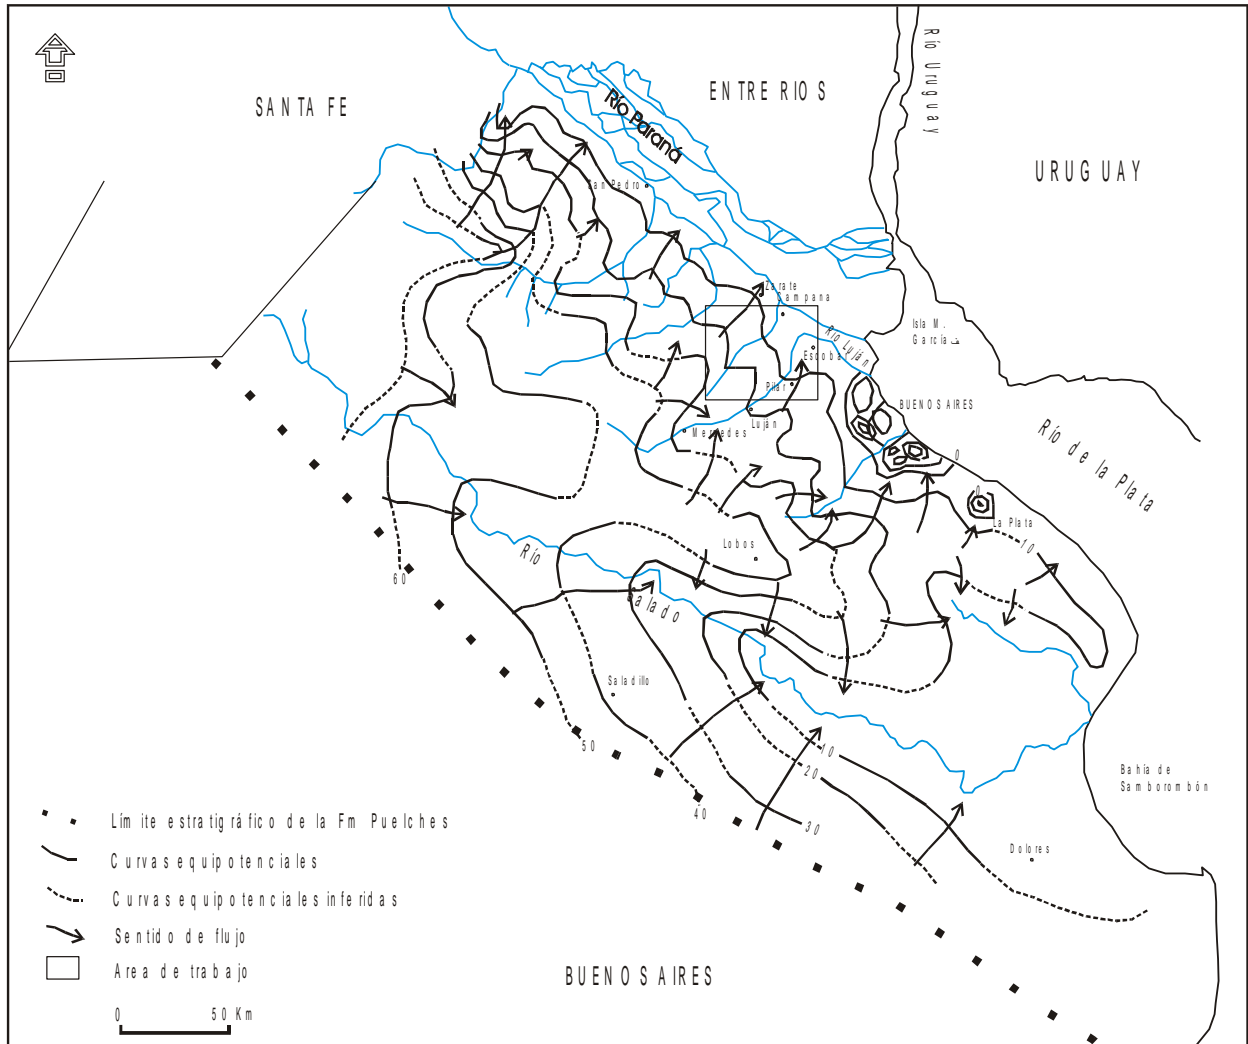 ENTRE RIOS
SANTA FE
Río Uruguay
Río Paraná
URUGUAY
San Pedro
Zarate
Campana
Isla M.
García
Río Luján
Escobar
Pilar
BUENOS AIRES
Luján
Mercedes
Río de la Plata
0
0
La Plata
10
Lobos
Río
Salado
60
Saladillo
50
10
20
40
30
Bahía de
Samborombón
Dolores
Límite estratigráfico de la Fm Puelches
Curvas equipotenciales
Curvas equipotenciales inferidas
Sentido de flujo
Area de trabajo
BUENOS AIRES
0 50 Km